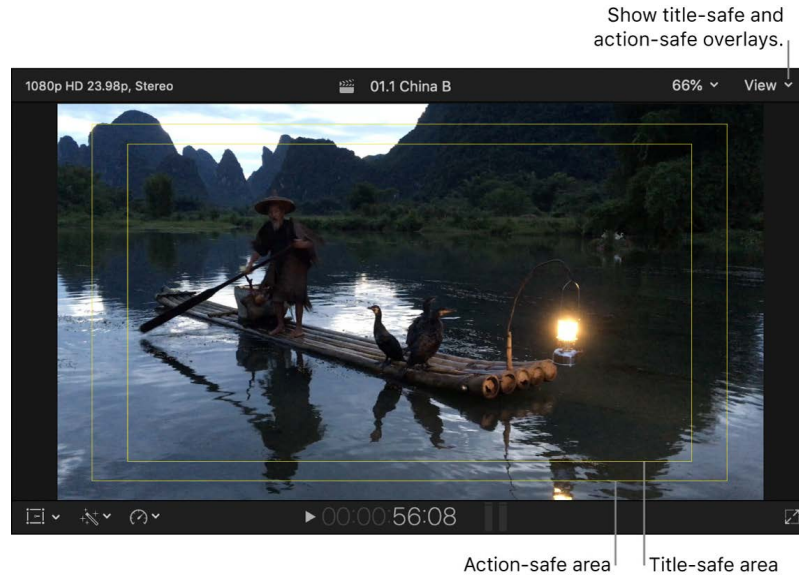 Show title-safe and
action-safe overlays.
1080p HD 23.98p, Stereo
01.1 China B
66%
View
00:00:56:08
Action-safe area
Title-safe area